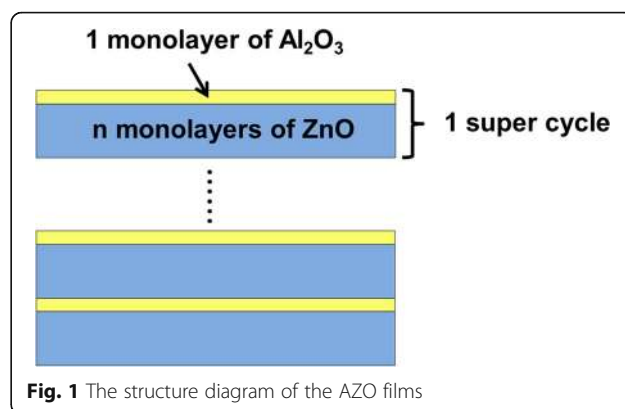 1 monolayer of Al₂O₃
n monolayers of ZnO
1 super cycle
Fig. 1 The structure diagram of the AZO films